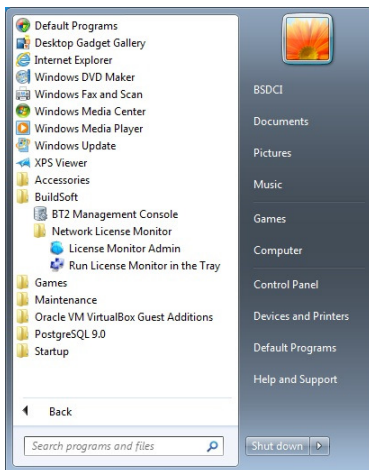 Default Programs
Desktop Gadget Gallery
Internet Explorer
Windows DVD Maker
Windows Fax and Scan
Windows Media Center
Windows Media Player
Windows Update
XPS Viewer
Accessories
BuildSoft
BT2 Management Console
Network License Monitor
License Monitor Admin
Run License Monitor in the Tray
Games
Maintenance
Oracle VM VirtualBox Guest Additions
PostgreSQL 9.0
Startup
Back
Search programs and files
BSDCI
Documents
Pictures
Music
Games
Computer
Control Panel
Devices and Printers
Default Programs
Help and Support
Shut down